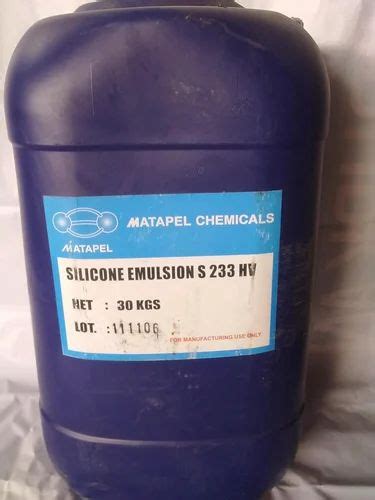 MATAPEL CHEMICALS
MATAPEL
SILICONE EMULSION S 233 HV
NET : 30 KGS
LOT. :111106
FOR MANUFACTURING USE ONLY